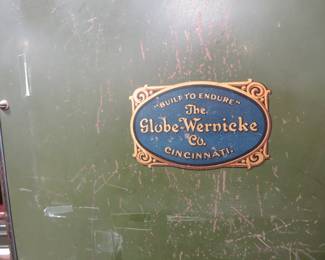 "BUILT TO ENDURE"
The
Globe-Wernicke
Co.
CINCINNATI.